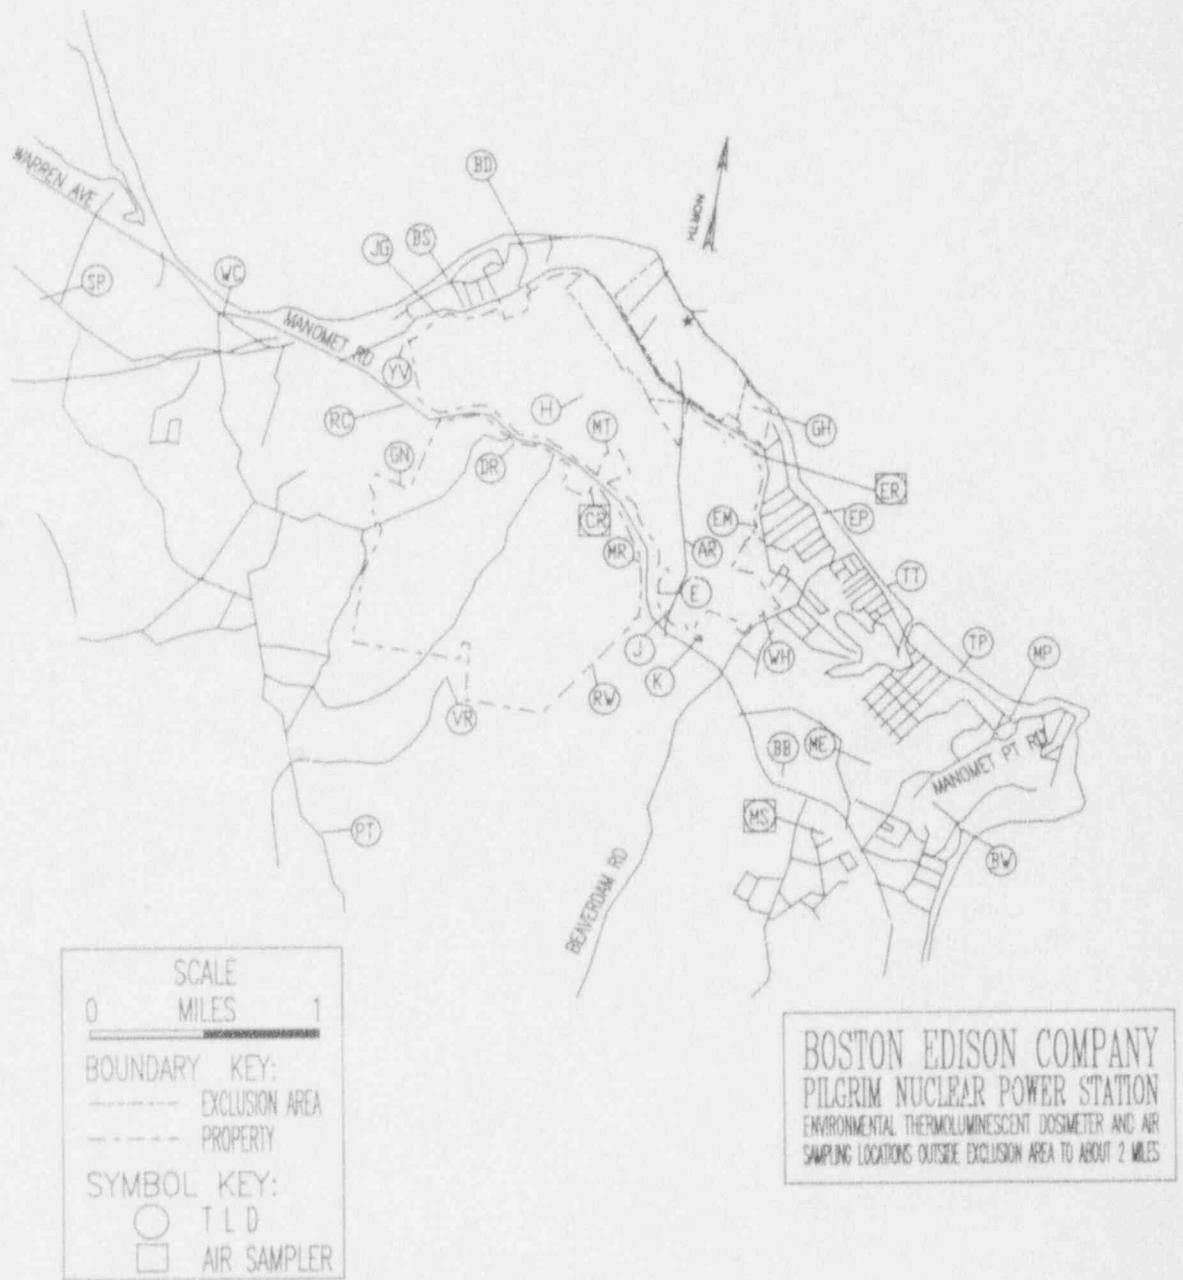 WARREN AVE
BD
NORTH
JG
BS
SP
WC
MANOMET RD
YV
RC
H
MT
GH
GN
DR
ER
CR
EM
EP
MR
AR
TT
E
J
K
WH
TP
MP
RW
VR
BB
ME
MANOMET PT RD
MS
PT
BW
BEAVERDAM RD
SCALE
0 MILES 1
BOUNDARY KEY:
EXCLUSION AREA
PROPERTY
SYMBOL KEY:
T L D
AIR SAMPLER
BOSTON EDISON COMPANY
PILGRIM NUCLEAR POWER STATION
ENVIRONMENTAL THERMOLUMINESCENT DOSIMETER AND AIR
SAMPLING LOCATIONS OUTSIDE EXCLUSION AREA TO ABOUT 2 MILES